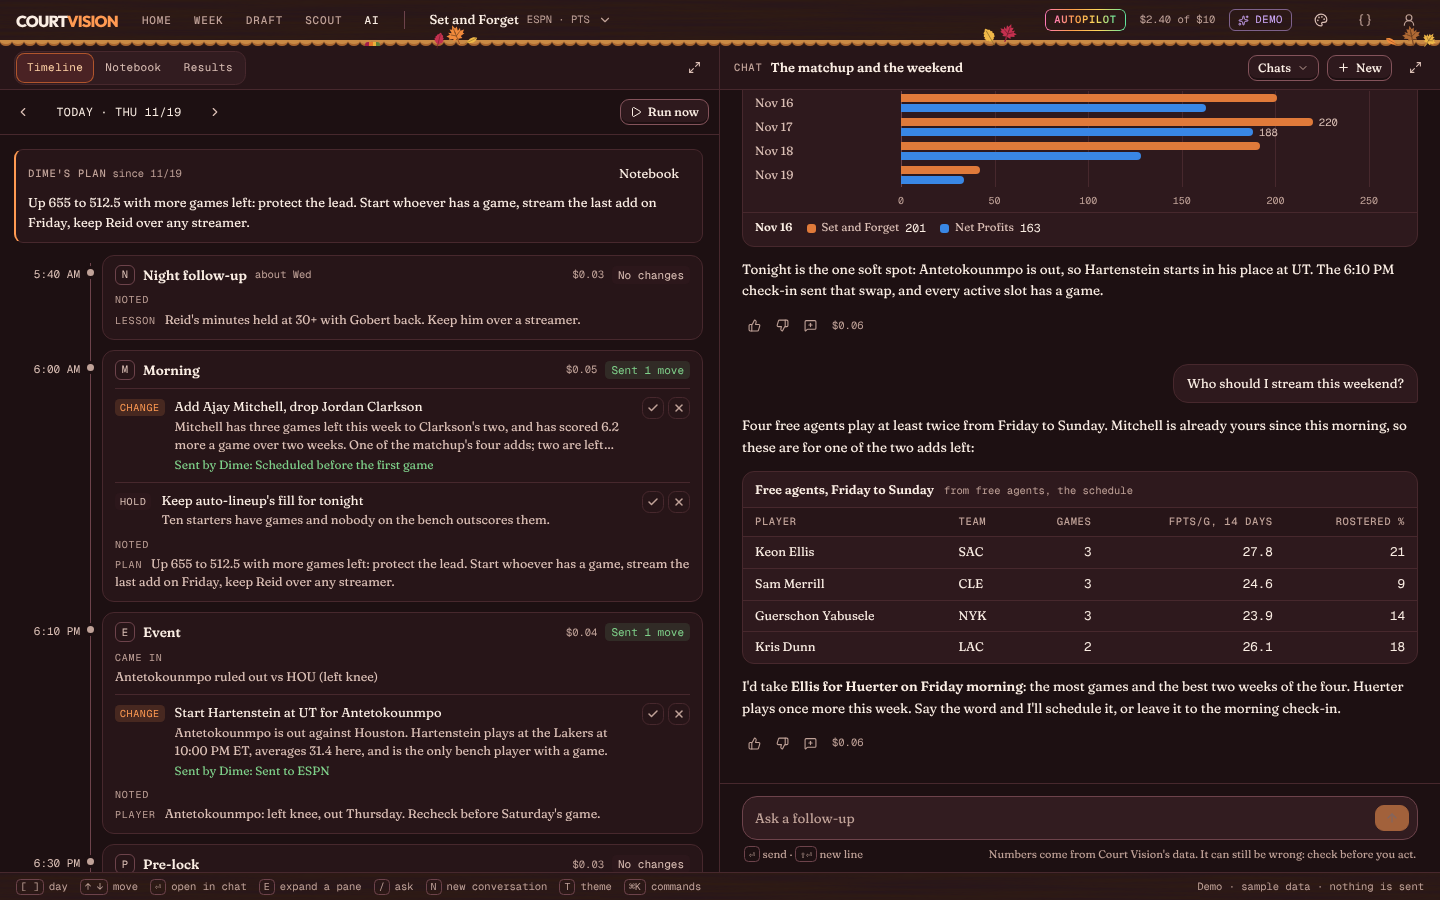 COURTVISION HOME WEEK DRAFT SCOUT AI Set and Forget ESPN · PTS AUTOPILOT $2.40 of $10 DEMO { }
Timeline Notebook Results
TODAY · THU 11/19 Run now
DIME'S PLAN since 11/19 Notebook
Up 655 to 512.5 with more games left: protect the lead. Start whoever has a game, stream the last add on
Friday, keep Reid over any streamer.
5:40 AM N Night follow-up about Wed $0.03 No changes
NOTED
LESSON Reid's minutes held at 30+ with Gobert back. Keep him over a streamer.
6:00 AM M Morning $0.05 Sent 1 move
CHANGE Add Ajay Mitchell, drop Jordan Clarkson
Mitchell has three games left this week to Clarkson's two, and has scored 6.2
more a game over two weeks. One of the matchup's four adds; two are left...
Sent by Dime: Scheduled before the first game
HOLD Keep auto-lineup's fill for tonight
Ten starters have games and nobody on the bench outscores them.
NOTED
PLAN Up 655 to 512.5 with more games left: protect the lead. Start whoever has a game, stream the
last add on Friday, keep Reid over any streamer.
6:10 PM E Event $0.04 Sent 1 move
CAME IN
Antetokounmpo ruled out vs HOU (left knee)
CHANGE Start Hartenstein at UT for Antetokounmpo
Antetokounmpo is out against Houston. Hartenstein plays at the Lakers at
10:00 PM ET, averages 31.4 here, and is the only bench player with a game.
Sent by Dime: Sent to ESPN
NOTED
PLAYER Antetokounmpo: left knee, out Thursday. Recheck before Saturday's game.
6:30 PM P Pre-lock $0.03 No changes
CHAT The matchup and the weekend Chats New
Nov 16
Nov 17 220
188
Nov 18
Nov 19
0 50 100 150 200 250
Nov 16 Set and Forget 201 Net Profits 163
Tonight is the one soft spot: Antetokounmpo is out, so Hartenstein starts in his place at UT. The 6:10 PM
check-in sent that swap, and every active slot has a game.
$0.06
Who should I stream this weekend?
Four free agents play at least twice from Friday to Sunday. Mitchell is already yours since this morning, so
these are for one of the two adds left:
Free agents, Friday to Sunday from free agents, the schedule
PLAYER TEAM GAMES FPTS/G, 14 DAYS ROSTERED %
Keon Ellis SAC 3 27.8 21
Sam Merrill CLE 3 24.6 9
Guerschon Yabusele NYK 3 23.9 14
Kris Dunn LAC 2 26.1 18
I'd take Ellis for Huerter on Friday morning: the most games and the best two weeks of the four. Huerter
plays once more this week. Say the word and I'll schedule it, or leave it to the morning check-in.
$0.06
Ask a follow-up
⏎ send · ⇧⏎ new line Numbers come from Court Vision's data. It can still be wrong: check before you act.
[ ] day ↑ ↓ move ⏎ open in chat E expand a pane / ask N new conversation T theme ⌘K commands Demo · sample data · nothing is sent